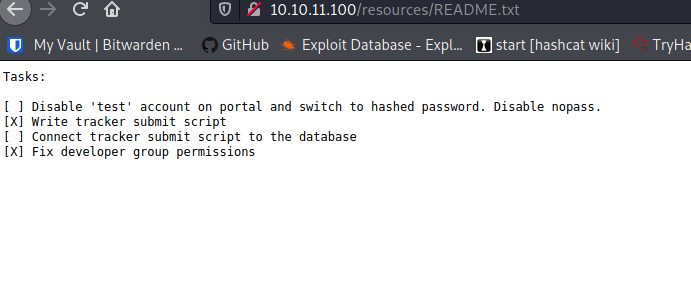 10.10.11.100/resources/README.txt
My Vault | Bitwarden ... GitHub Exploit Database - Expl... start [hashcat wiki] TryHa
Tasks:
[ ] Disable 'test' account on portal and switch to hashed password. Disable nopass.
[X] Write tracker submit script
[ ] Connect tracker submit script to the database
[X] Fix developer group permissions